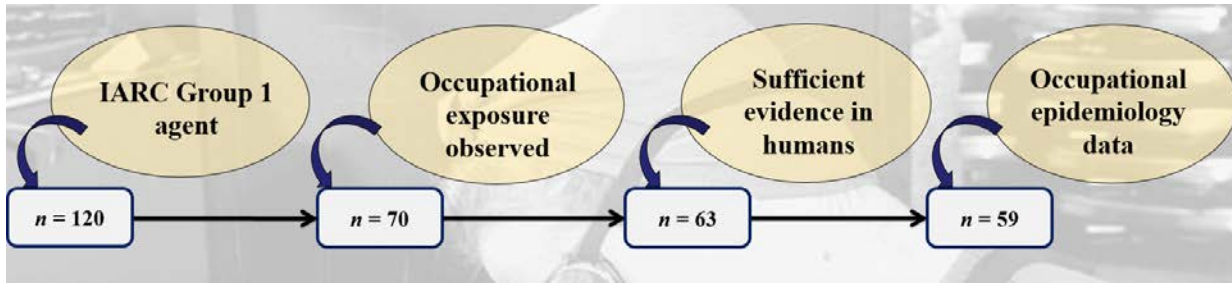 IARC Group 1
agent
Occupational
exposure
observed
Sufficient
evidence in
humans
Occupational
epidemiology
data
n = 120
n = 70
n = 63
n = 59